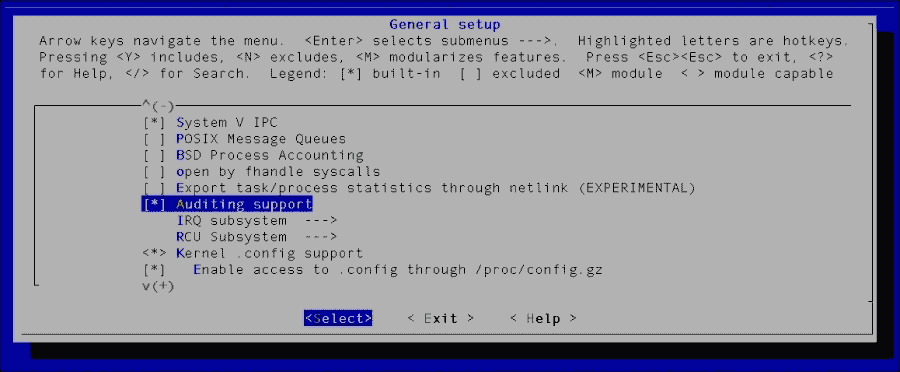 General setup
Arrow keys navigate the menu.  <Enter> selects submenus --->.  Highlighted letters are hotkeys.
Pressing <Y> includes, <N> excludes, <M> modularizes features.  Press <Esc><Esc> to exit, <?>
for Help, </> for Search.  Legend: [*] built-in  [ ] excluded  <M> module  < > module capable
^(-)
[*] System V IPC
[ ] POSIX Message Queues
[ ] BSD Process Accounting
[ ] open by fhandle syscalls
[ ] Export task/process statistics through netlink (EXPERIMENTAL)
[*] Auditing support
IRQ subsystem  --->
RCU Subsystem  --->
<*> Kernel .config support
[*]   Enable access to .config through /proc/config.gz
v(+)
<Select>    < Exit >    < Help >